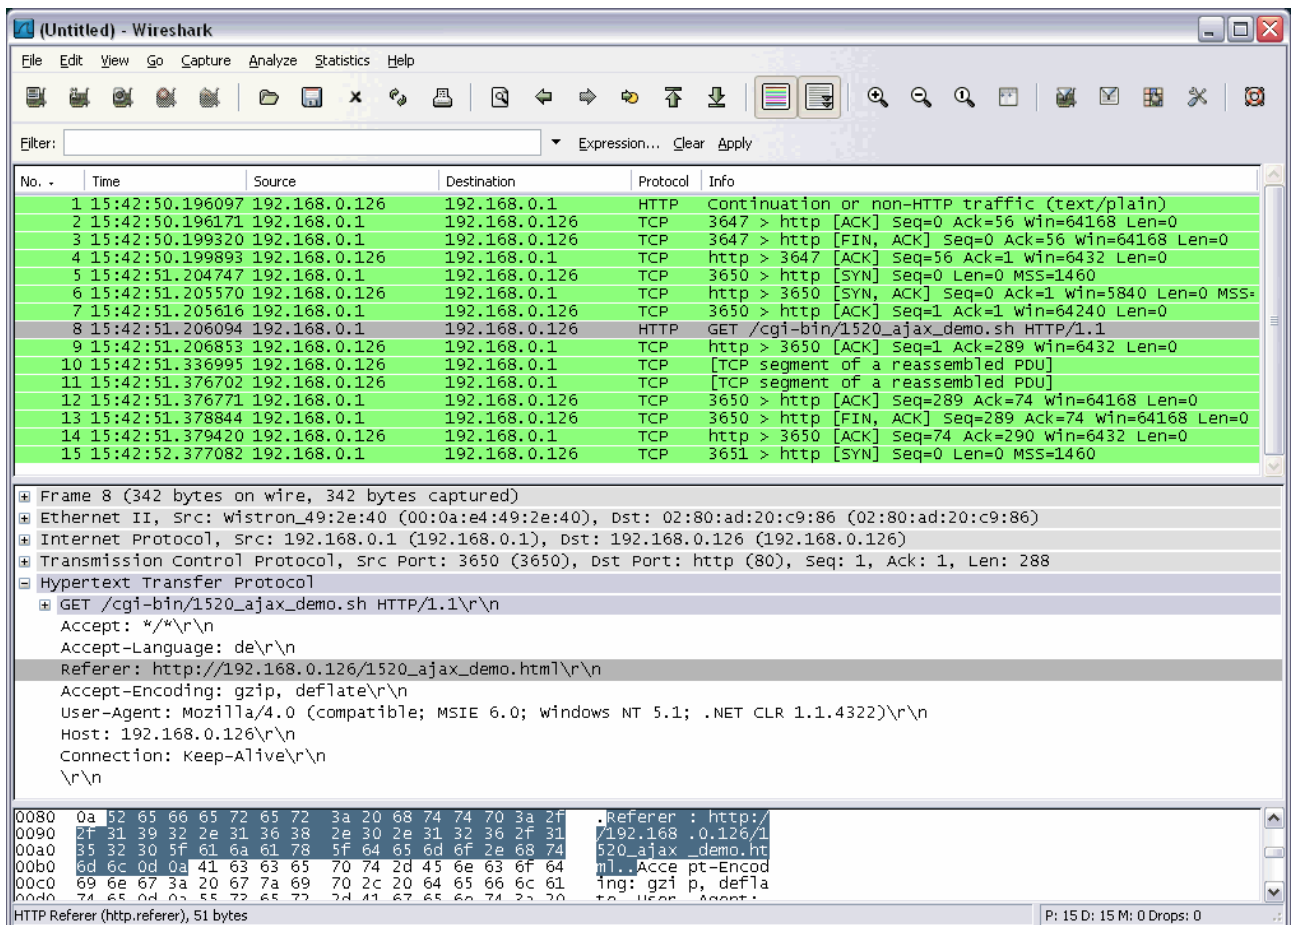 (Untitled) - Wireshark
File Edit View Go Capture Analyze Statistics Help
Filter: Expression... Clear Apply
No. Time Source Destination Protocol Info
1 15:42:50.196097 192.168.0.126 192.168.0.1 HTTP Continuation or non-HTTP traffic (text/plain)
2 15:42:50.196171 192.168.0.1 192.168.0.126 TCP 3647 > http [ACK] Seq=0 Ack=56 Win=64168 Len=0
3 15:42:50.199320 192.168.0.1 192.168.0.126 TCP 3647 > http [FIN, ACK] Seq=0 Ack=56 Win=64168 Len=0
4 15:42:50.199893 192.168.0.126 192.168.0.1 TCP http > 3647 [ACK] Seq=56 Ack=1 Win=6432 Len=0
5 15:42:51.204747 192.168.0.1 192.168.0.126 TCP 3650 > http [SYN] Seq=0 Len=0 MSS=1460
6 15:42:51.205570 192.168.0.126 192.168.0.1 TCP http > 3650 [SYN, ACK] Seq=0 Ack=1 Win=5840 Len=0 MSS=
7 15:42:51.205616 192.168.0.1 192.168.0.126 TCP 3650 > http [ACK] Seq=1 Ack=1 Win=64240 Len=0
8 15:42:51.206094 192.168.0.1 192.168.0.126 HTTP GET /cgi-bin/1520_ajax_demo.sh HTTP/1.1
9 15:42:51.206853 192.168.0.126 192.168.0.1 TCP http > 3650 [ACK] Seq=1 Ack=289 Win=6432 Len=0
10 15:42:51.336995 192.168.0.126 192.168.0.1 TCP [TCP segment of a reassembled PDU]
11 15:42:51.376702 192.168.0.126 192.168.0.1 TCP [TCP segment of a reassembled PDU]
12 15:42:51.376771 192.168.0.1 192.168.0.126 TCP 3650 > http [ACK] Seq=289 Ack=74 Win=64168 Len=0
13 15:42:51.378844 192.168.0.1 192.168.0.126 TCP 3650 > http [FIN, ACK] Seq=289 Ack=74 Win=64168 Len=0
14 15:42:51.379420 192.168.0.126 192.168.0.1 TCP http > 3650 [ACK] Seq=74 Ack=290 Win=6432 Len=0
15 15:42:52.377082 192.168.0.1 192.168.0.126 TCP 3651 > http [SYN] Seq=0 Len=0 MSS=1460
Frame 8 (342 bytes on wire, 342 bytes captured)
Ethernet II, Src: Wistron_49:2e:40 (00:0a:e4:49:2e:40), Dst: 02:80:ad:20:c9:86 (02:80:ad:20:c9:86)
Internet Protocol, Src: 192.168.0.1 (192.168.0.1), Dst: 192.168.0.126 (192.168.0.126)
Transmission Control Protocol, Src Port: 3650 (3650), Dst Port: http (80), Seq: 1, Ack: 1, Len: 288
Hypertext Transfer Protocol
GET /cgi-bin/1520_ajax_demo.sh HTTP/1.1\r\n
Accept: */*\r\n
Accept-Language: de\r\n
Referer: http://192.168.0.126/1520_ajax_demo.html\r\n
Accept-Encoding: gzip, deflate\r\n
User-Agent: Mozilla/4.0 (compatible; MSIE 6.0; Windows NT 5.1; .NET CLR 1.1.4322)\r\n
Host: 192.168.0.126\r\n
Connection: Keep-Alive\r\n
\r\n
0080 0a 52 65 66 65 72 65 72 3a 20 68 74 74 70 3a 2f .Referer : http:/
0090 2f 31 39 32 2e 31 36 38 2e 30 2e 31 32 36 2f 31 /192.168 .0.126/1
00a0 35 32 30 5f 61 6a 61 78 5f 64 65 6d 6f 2e 68 74 520_ajax _demo.ht
00b0 6d 6c 0d 0a 41 63 63 65 70 74 2d 45 6e 63 6f 64 ml..Acce pt-Encod
00c0 69 6e 67 3a 20 67 7a 69 70 2c 20 64 65 66 6c 61 ing: gzi p, defla
00d0 74 65 0d 0a 55 73 65 72 2d 41 67 65 6e 74 3a 20 te..User -Agent:
HTTP Referer (http.referer), 51 bytes P: 15 D: 15 M: 0 Drops: 0